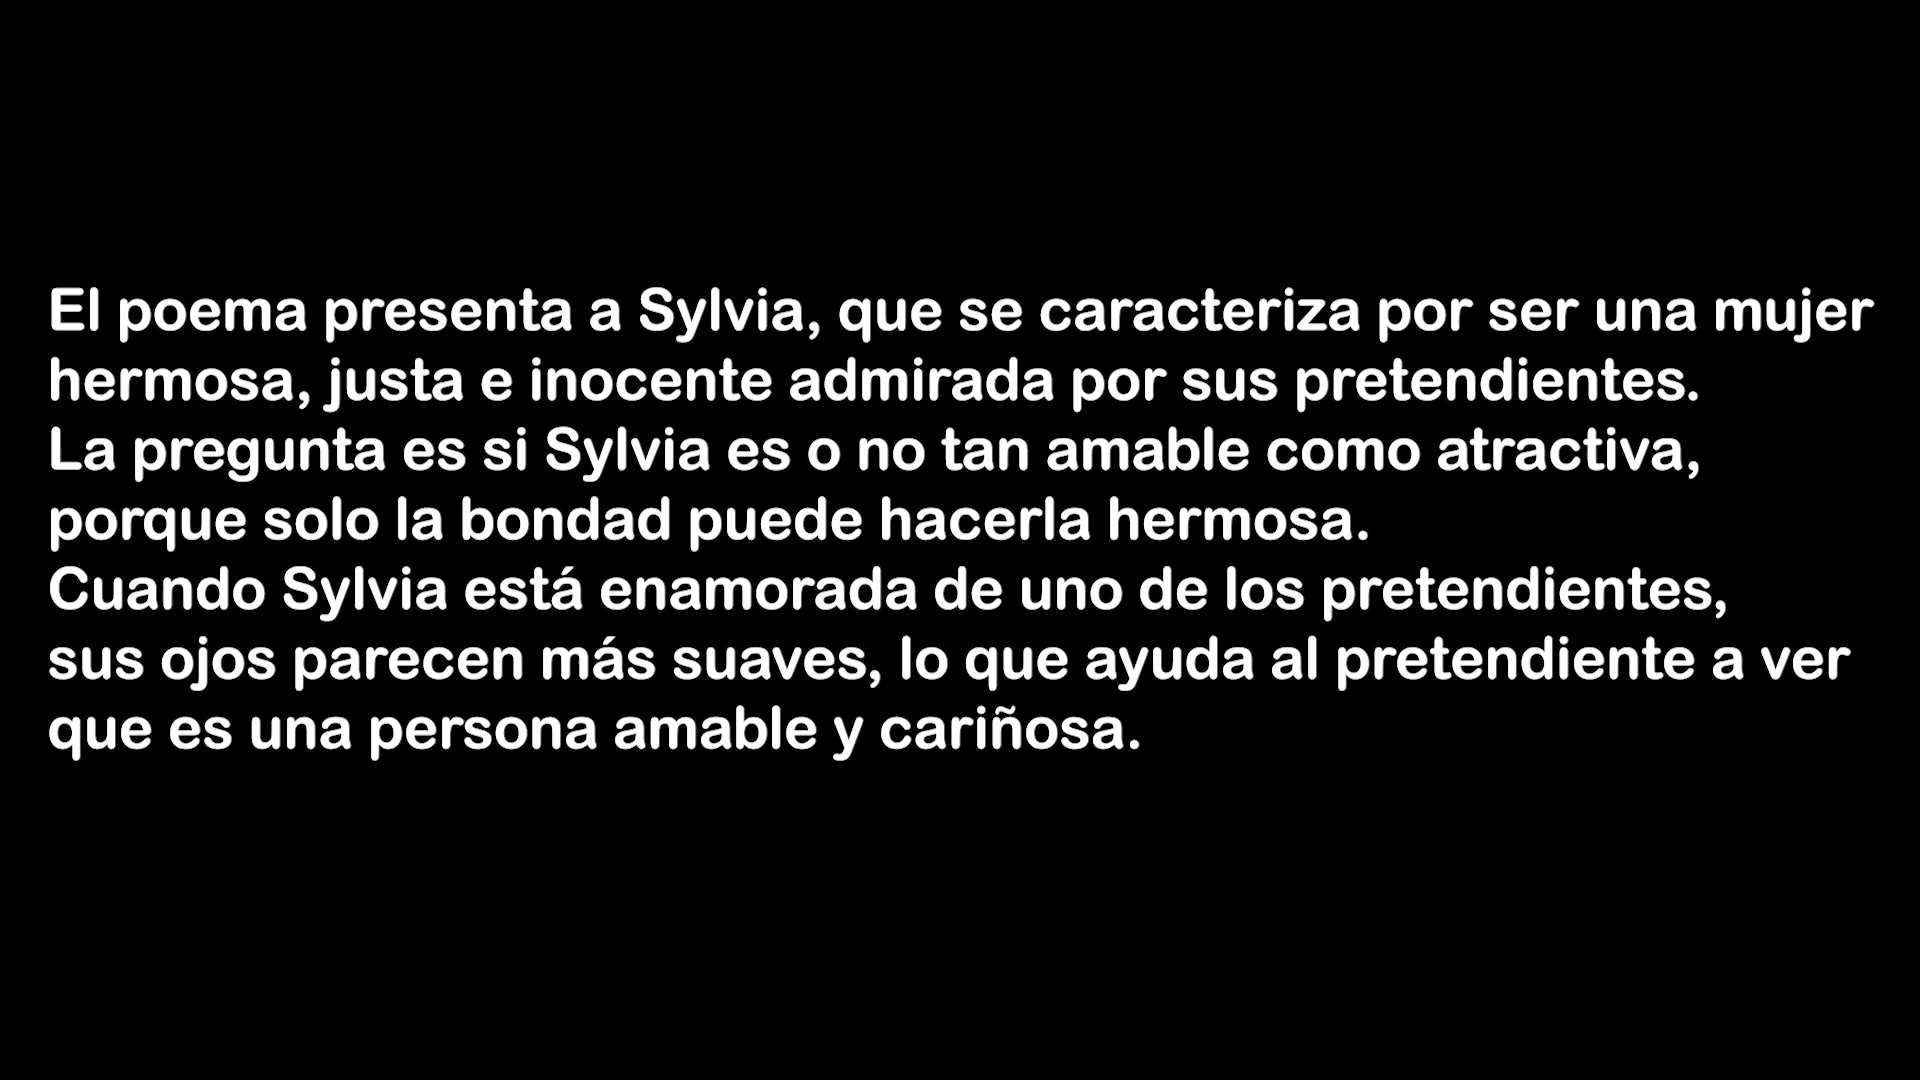 El poema presenta a Sylvia, que se caracteriza por ser una mujer
hermosa, justa e inocente admirada por sus pretendientes.
La pregunta es si Sylvia es o no tan amable como atractiva,
porque solo la bondad puede hacerla hermosa.
Cuando Sylvia está enamorada de uno de los pretendientes,
sus ojos parecen más suaves, lo que ayuda al pretendiente a ver
que es una persona amable y cariñosa.